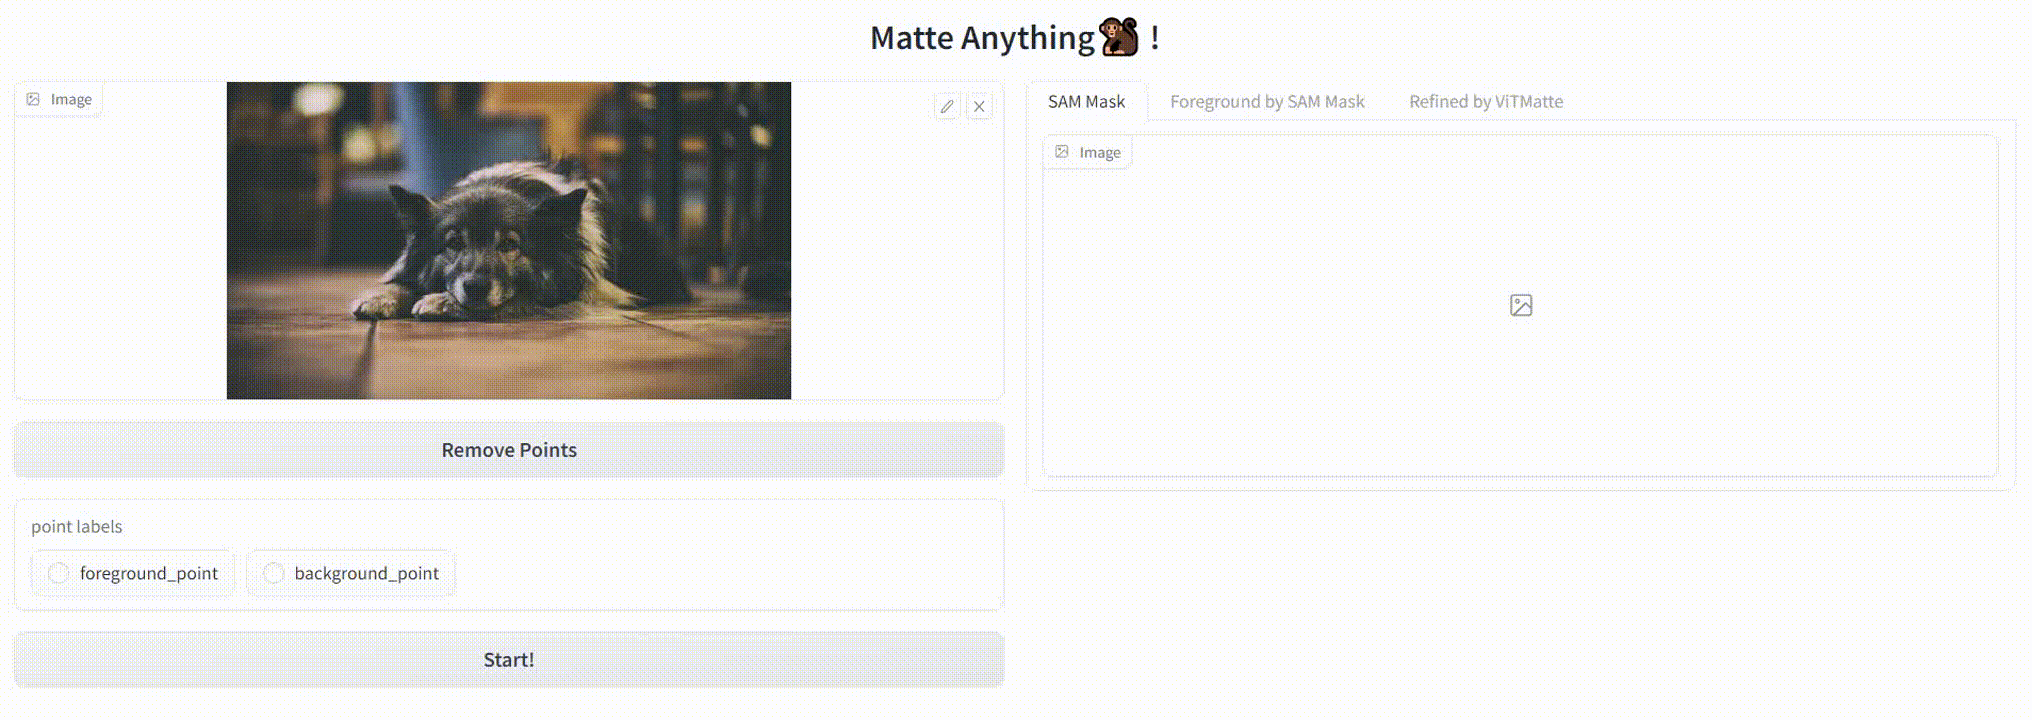 Matte Anything🐒 !
Image
Remove Points
point labels
foreground_point
background_point
Start!
SAM Mask
Foreground by SAM Mask
Refined by ViTMatte
Image